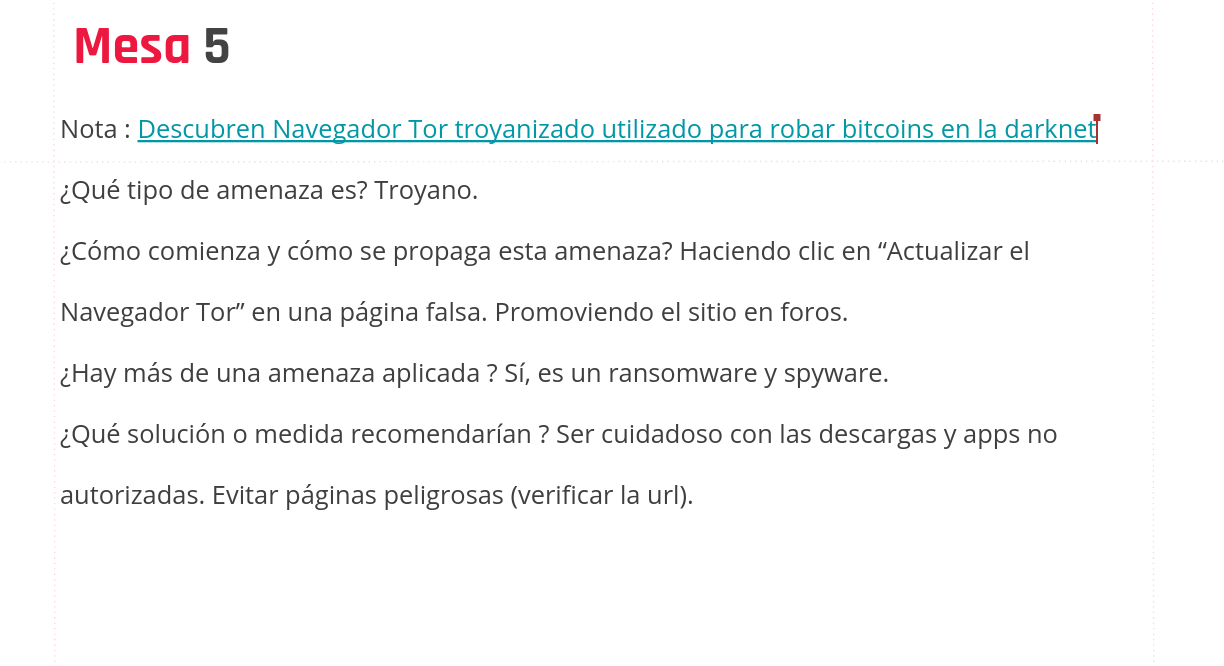 Mesa 5
Nota : Descubren Navegador Tor troyanizado utilizado para robar bitcoins en la darknet
¿Qué tipo de amenaza es? Troyano.
¿Cómo comienza y cómo se propaga esta amenaza? Haciendo clic en “Actualizar el
Navegador Tor” en una página falsa. Promoviendo el sitio en foros.
¿Hay más de una amenaza aplicada ? Sí, es un ransomware y spyware.
¿Qué solución o medida recomendarían ? Ser cuidadoso con las descargas y apps no
autorizadas. Evitar páginas peligrosas (verificar la url).